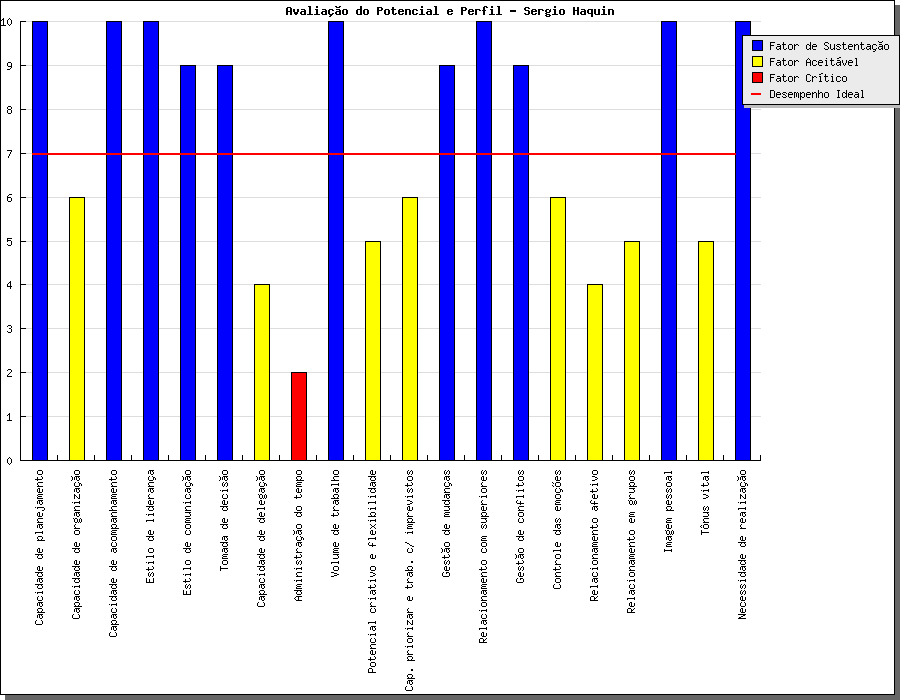 Avaliação do Potencial e Perfil - Sergio Haquin
10
9
8
7
6
5
4
3
2
1
0
Fator de Sustentação
Fator Aceitável
Fator Crítico
Desempenho Ideal
Capacidade de planejamento
Capacidade de organização
Capacidade de acompanhamento
Estilo de liderança
Estilo de comunicação
Tomada de decisão
Capacidade de delegação
Administração do tempo
Volume de trabalho
Potencial criativo e flexibilidade
Cap. priorizar e trab. c/ imprevistos
Gestão de mudanças
Relacionamento com superiores
Gestão de conflitos
Controle das emoções
Relacionamento afetivo
Relacionamento em grupos
Imagem pessoal
Tônus vital
Necessidade de realização